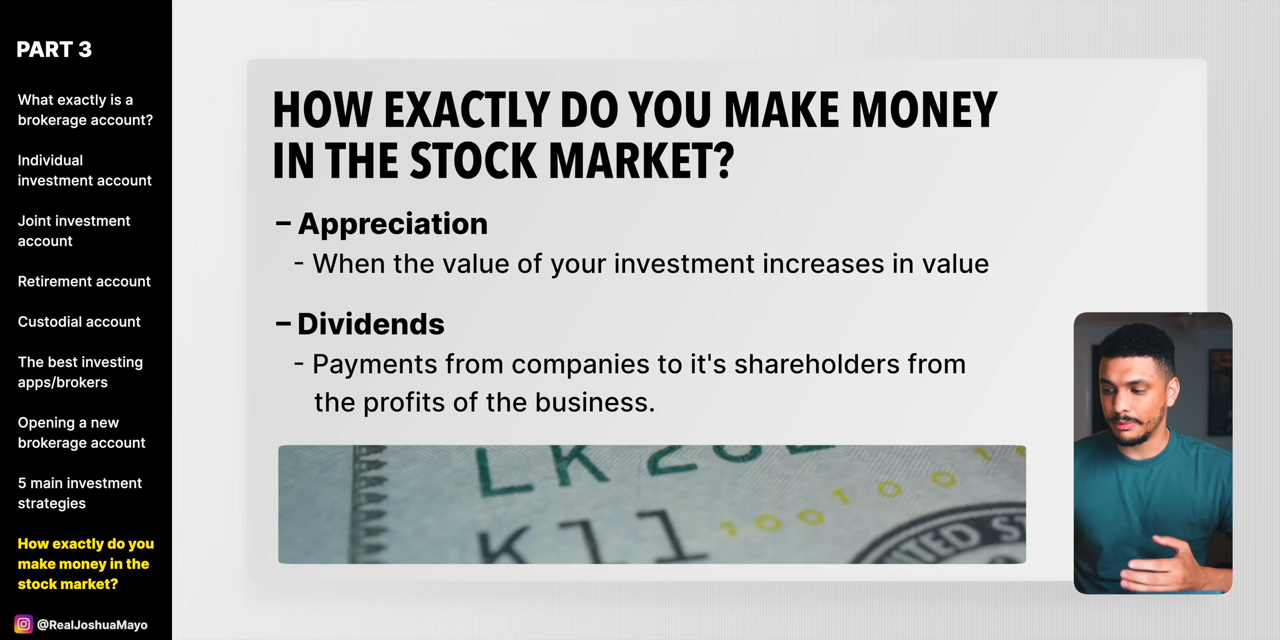 PART 3
What exactly is a
brokerage account?
Individual
investment account
Joint investment
account
Retirement account
Custodial account
The best investing
apps/brokers
Opening a new
brokerage account
5 main investment
strategies
How exactly do you
make money in the
stock market?
@RealJoshuaMayo
HOW EXACTLY DO YOU MAKE MONEY
IN THE STOCK MARKET?
– Appreciation
- When the value of your investment increases in value
– Dividends
- Payments from companies to it's shareholders from
the profits of the business.